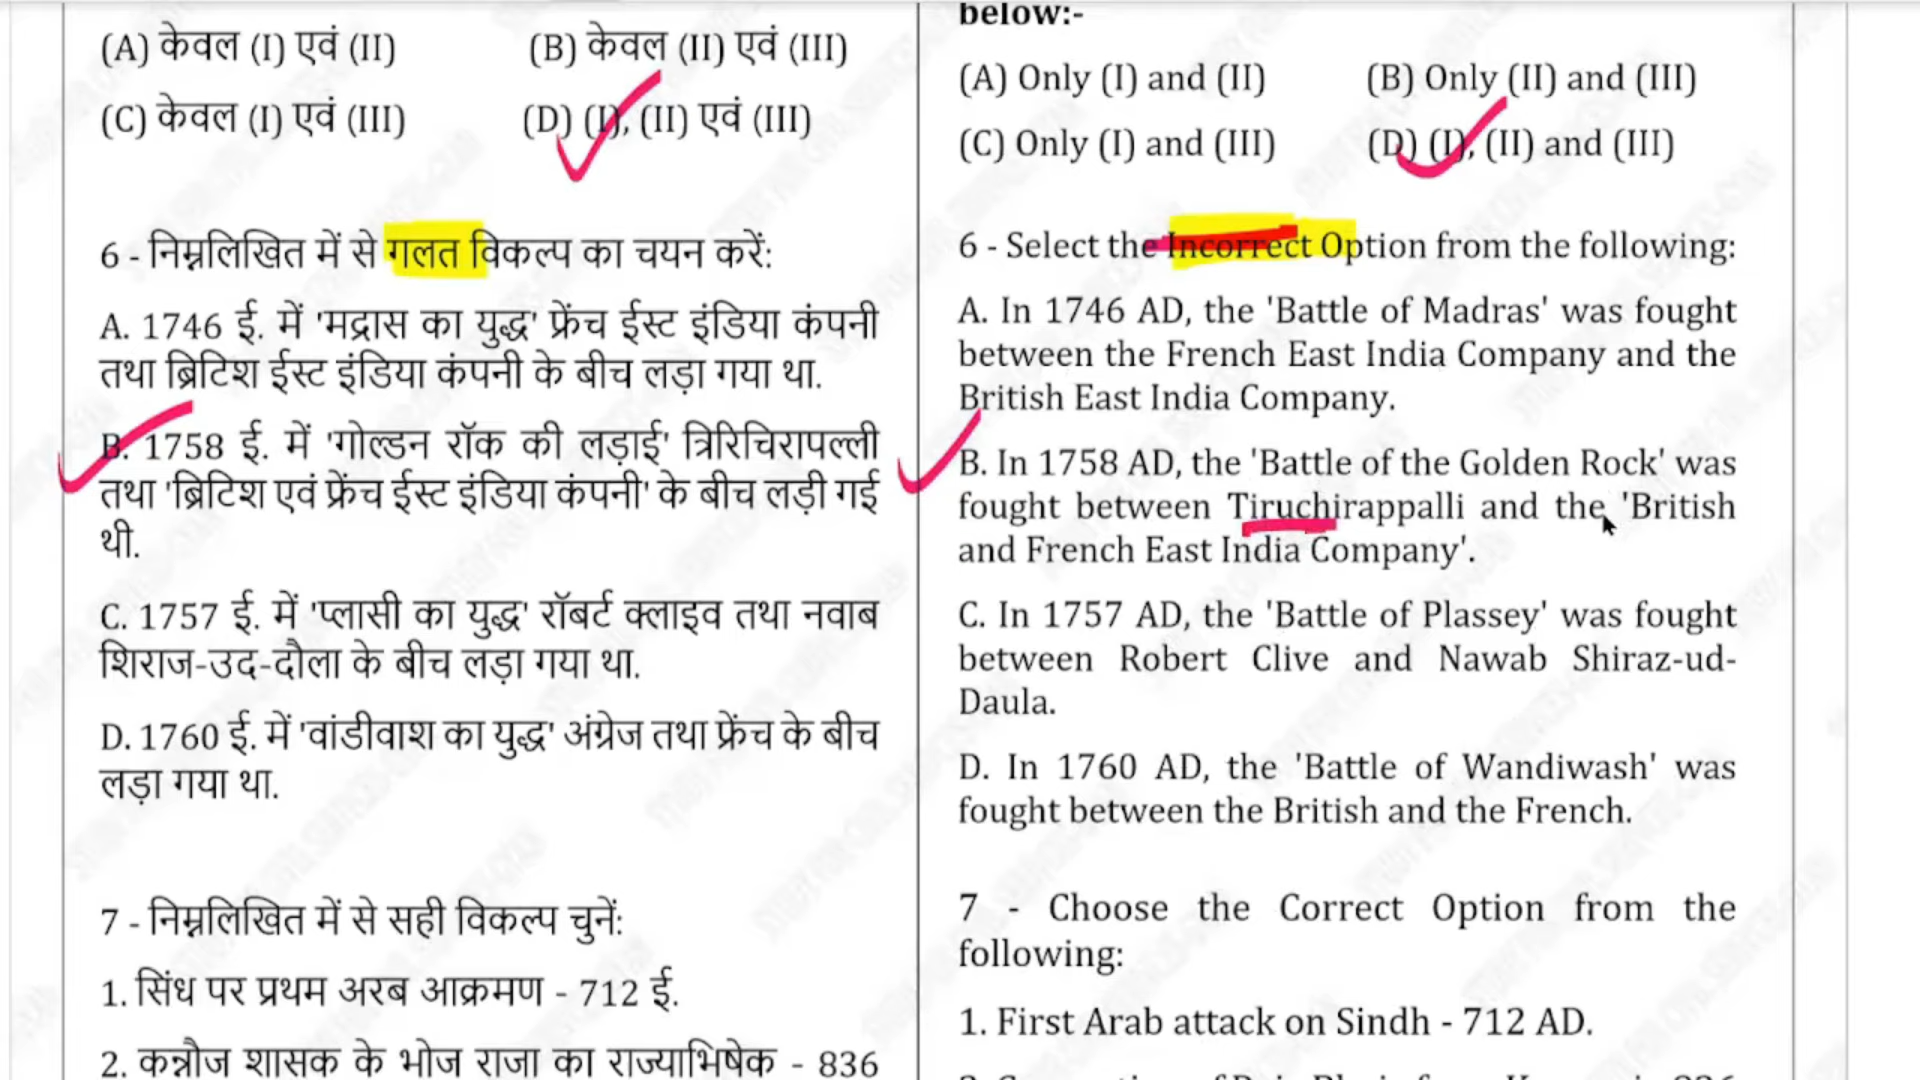 (A) केवल (I) एवं (II) (B) केवल (II) एवं (III)
(C) केवल (I) एवं (III) (D) (I), (II) एवं (III)
6 - निम्नलिखित में से गलत विकल्प का चयन करें:
A. 1746 ई. में 'मद्रास का युद्ध' फ्रेंच ईस्ट इंडिया कंपनी
तथा ब्रिटिश ईस्ट इंडिया कंपनी के बीच लड़ा गया था.
B. 1758 ई. में 'गोल्डन रॉक की लड़ाई' त्रिरिचिरापल्ली
तथा 'ब्रिटिश एवं फ्रेंच ईस्ट इंडिया कंपनी' के बीच लड़ी गई
थी.
C. 1757 ई. में 'प्लासी का युद्ध' रॉबर्ट क्लाइव तथा नवाब
शिराज-उद-दौला के बीच लड़ा गया था.
D. 1760 ई. में 'वांडीवाश का युद्ध' अंग्रेज तथा फ्रेंच के बीच
लड़ा गया था.
7 - निम्नलिखित में से सही विकल्प चुनें:
1. सिंध पर प्रथम अरब आक्रमण - 712 ई.
2. कन्नौज शासक के भोज राजा का राज्याभिषेक - 836
below:-
(A) Only (I) and (II) (B) Only (II) and (III)
(C) Only (I) and (III) (D) (I), (II) and (III)
6 - Select the Incorrect Option from the following:
A. In 1746 AD, the 'Battle of Madras' was fought
between the French East India Company and the
British East India Company.
B. In 1758 AD, the 'Battle of the Golden Rock' was
fought between Tiruchirappalli and the 'British
and French East India Company'.
C. In 1757 AD, the 'Battle of Plassey' was fought
between Robert Clive and Nawab Shiraz-ud-
Daula.
D. In 1760 AD, the 'Battle of Wandiwash' was
fought between the British and the French.
7 - Choose the Correct Option from the
following:
1. First Arab attack on Sindh - 712 AD.